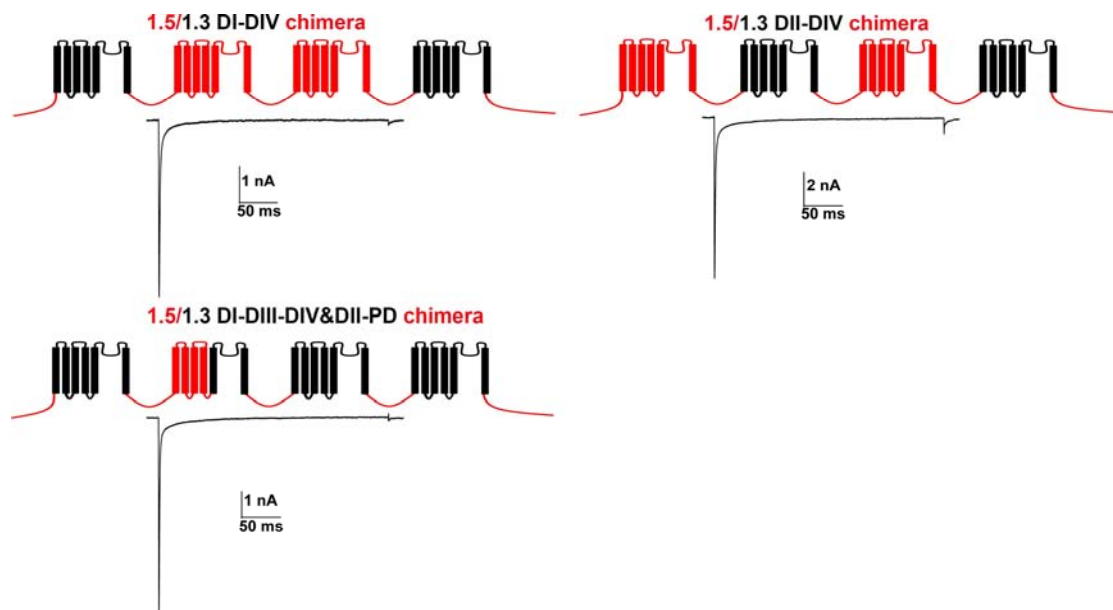 1.5/1.3 DI-DIV chimera
1 nA
50 ms
1.5/1.3 DII-DIV chimera
2 nA
50 ms
1.5/1.3 DI-DIII-DIV&DII-PD chimera
1 nA
50 ms